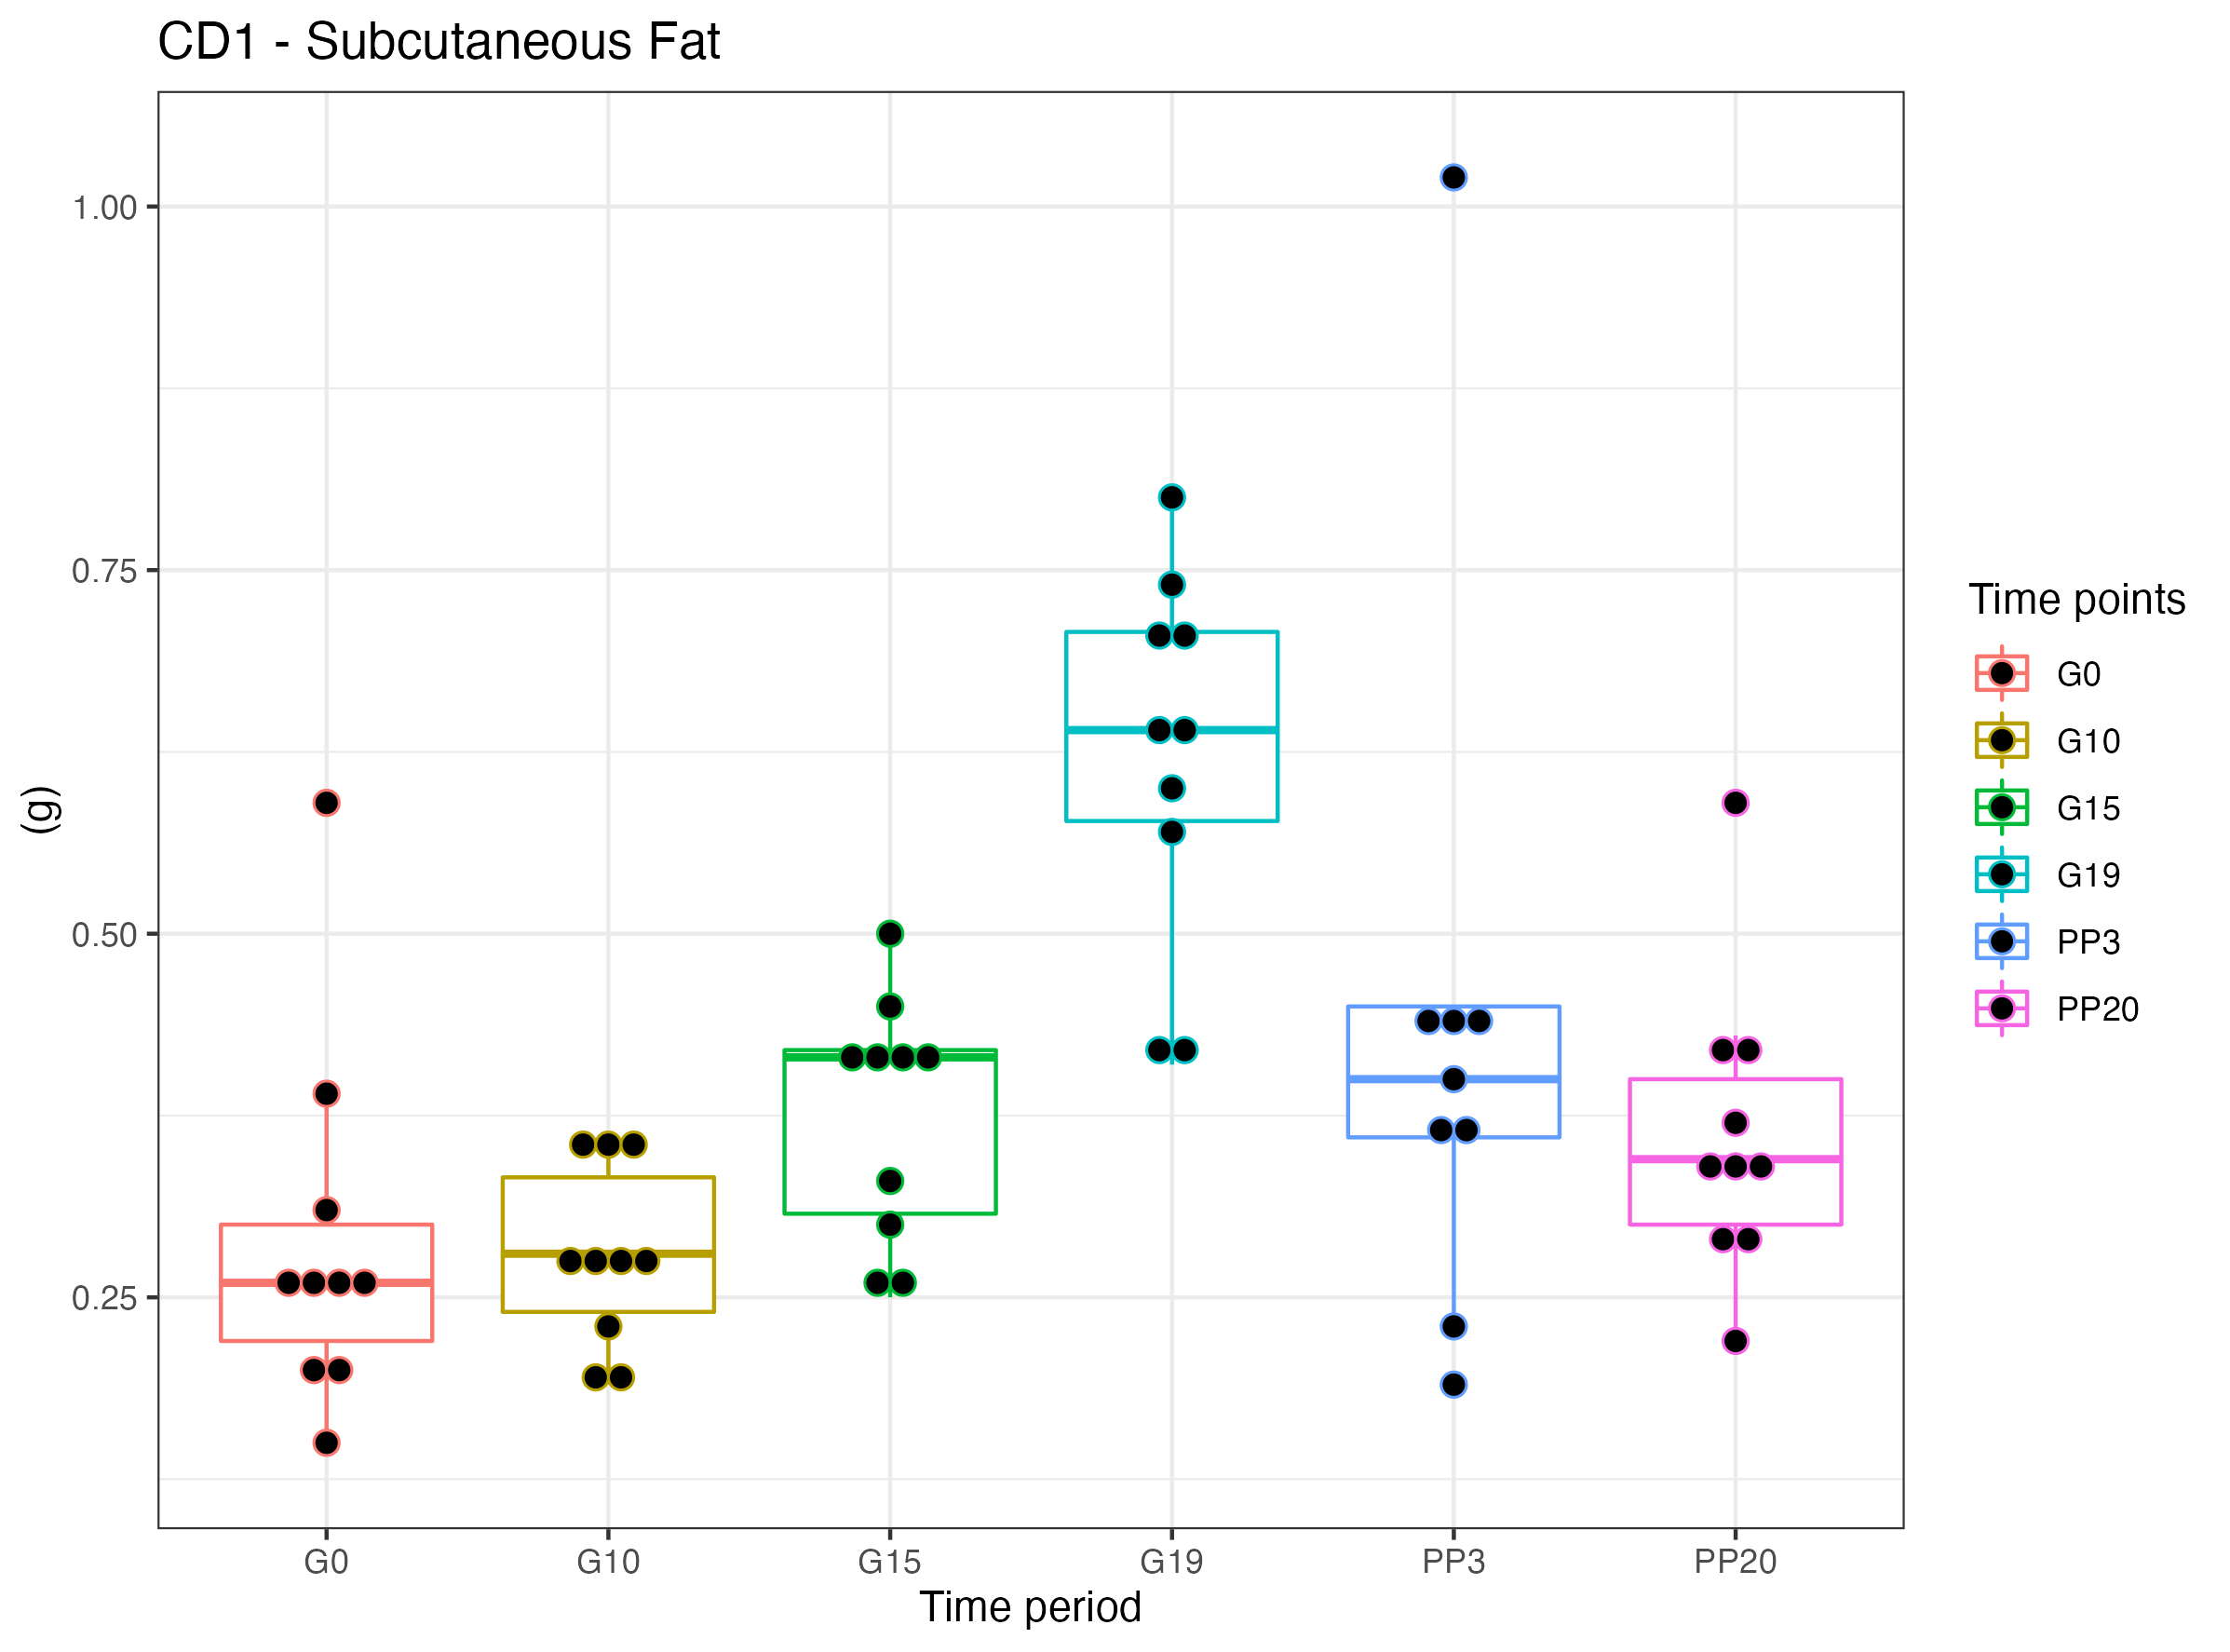 CD1 - Subcutaneous Fat
1.00
0.75
0.50
0.25
(g)
G0 G10 G15 G19 PP3 PP20
Time period
Time points
G0
G10
G15
G19
PP3
PP20